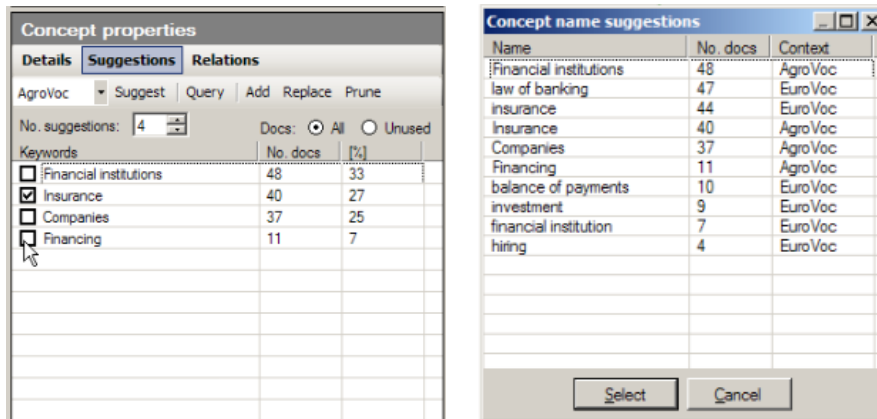 Concept properties
Details Suggestions Relations
AgroVoc Suggest Query Add Replace Prune
No. suggestions: 4 Docs: All Unused
Keywords No. docs [%]
Financial institutions 48 33
Insurance 40 27
Companies 37 25
Financing 11 7
Concept name suggestions
Name No. docs Context
Financial institutions 48 AgroVoc
law of banking 47 EuroVoc
insurance 44 EuroVoc
Insurance 40 AgroVoc
Companies 37 AgroVoc
Financing 11 AgroVoc
balance of payments 10 EuroVoc
investment 9 EuroVoc
financial institution 7 EuroVoc
hiring 4 EuroVoc
Select Cancel